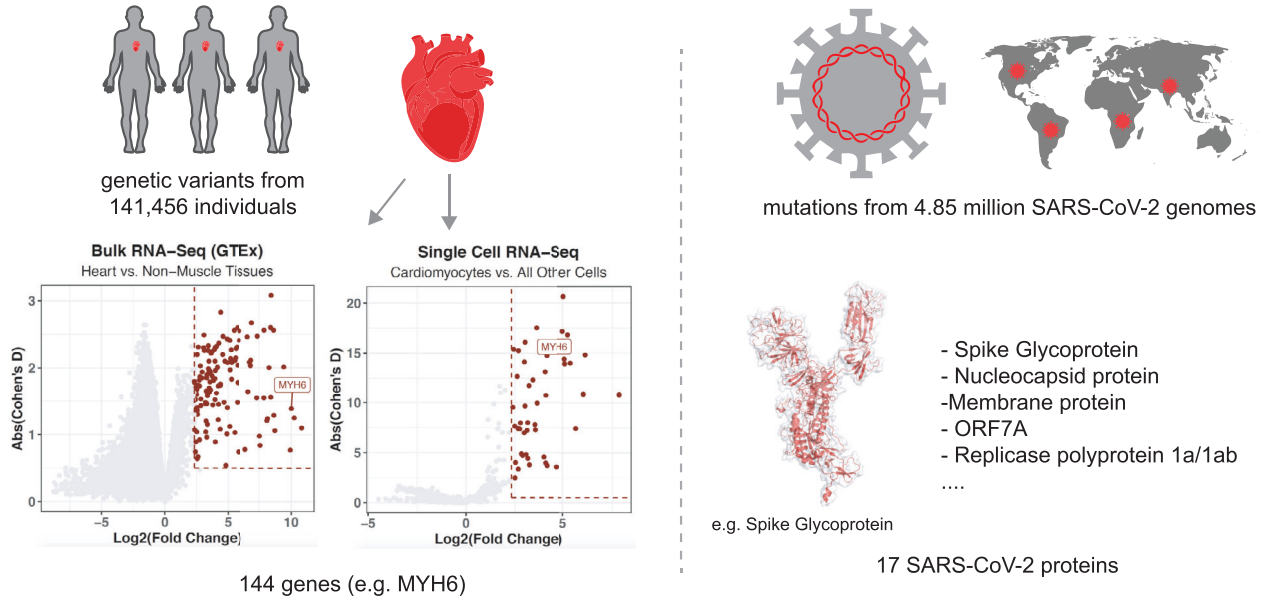 genetic variants from
141,456 individuals
Bulk RNA–Seq (GTEx)
Heart vs. Non–Muscle Tissues
Abs(Cohen's D)
3
2
1
0
MYH6
−5
0
5
10
Log2(Fold Change)
Single Cell RNA–Seq
Cardiomyocytes vs. All Other Cells
Abs(Cohen's D)
20
15
10
5
0
MYH6
−5
0
5
Log2(Fold Change)
144 genes (e.g. MYH6)
mutations from 4.85 million SARS-CoV-2 genomes
- Spike Glycoprotein
- Nucleocapsid protein
-Membrane protein
- ORF7A
- Replicase polyprotein 1a/1ab
....
e.g. Spike Glycoprotein
17 SARS-CoV-2 proteins